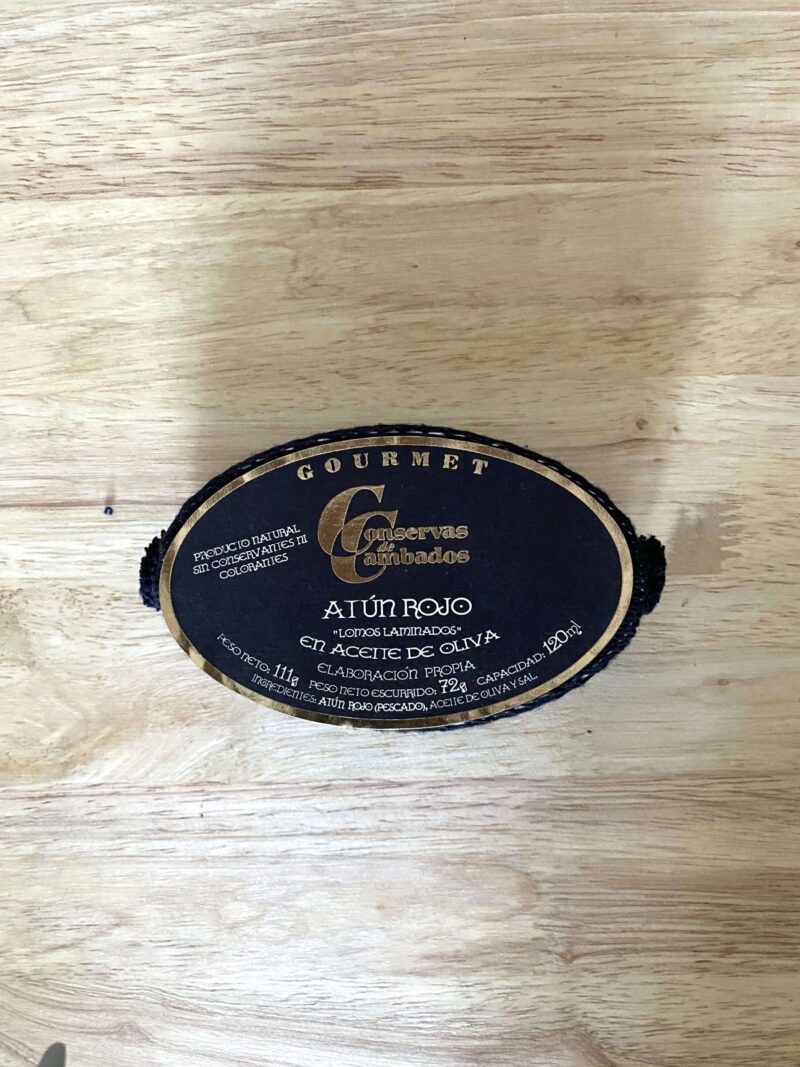 GOURMET
Conservas
de
Cambados
PRODUCTO NATURAL
SIN CONSERVANTES NI
COLORANTES
ATÚN ROJO
"LOMOS LAMINADOS"
EN ACEITE DE OLIVA
ELABORACIÓN PROPIA
PESO NETO: 111g PESO NETO ESCURRIDO: 72g CAPACIDAD: 120ml
INGREDIENTES: ATÚN ROJO (PESCADO), ACEITE DE OLIVA Y SAL